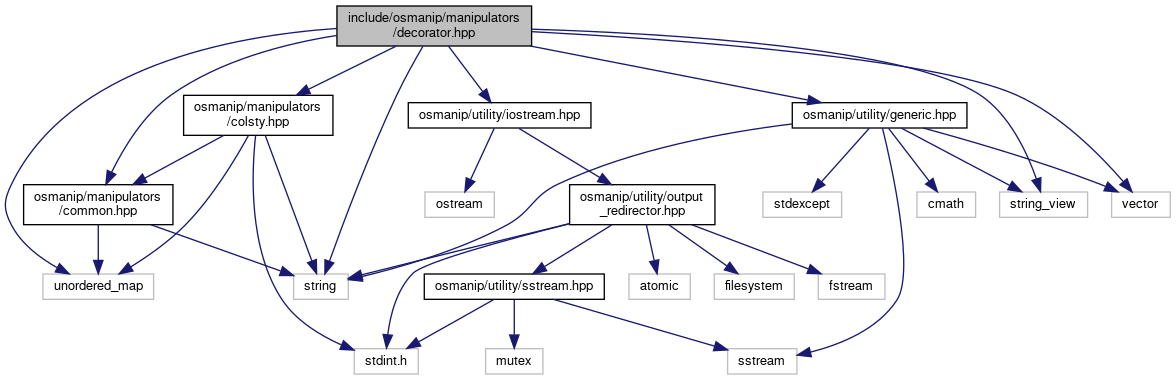 include/osmanip/manipulators
/decorator.hpp
osmanip/manipulators
/colsty.hpp
osmanip/utility/iostream.hpp
osmanip/utility/generic.hpp
osmanip/manipulators
/common.hpp
ostream
osmanip/utility/output
_redirector.hpp
stdexcept
cmath
string_view
vector
unordered_map
string
osmanip/utility/sstream.hpp
atomic
filesystem
fstream
stdint.h
mutex
sstream